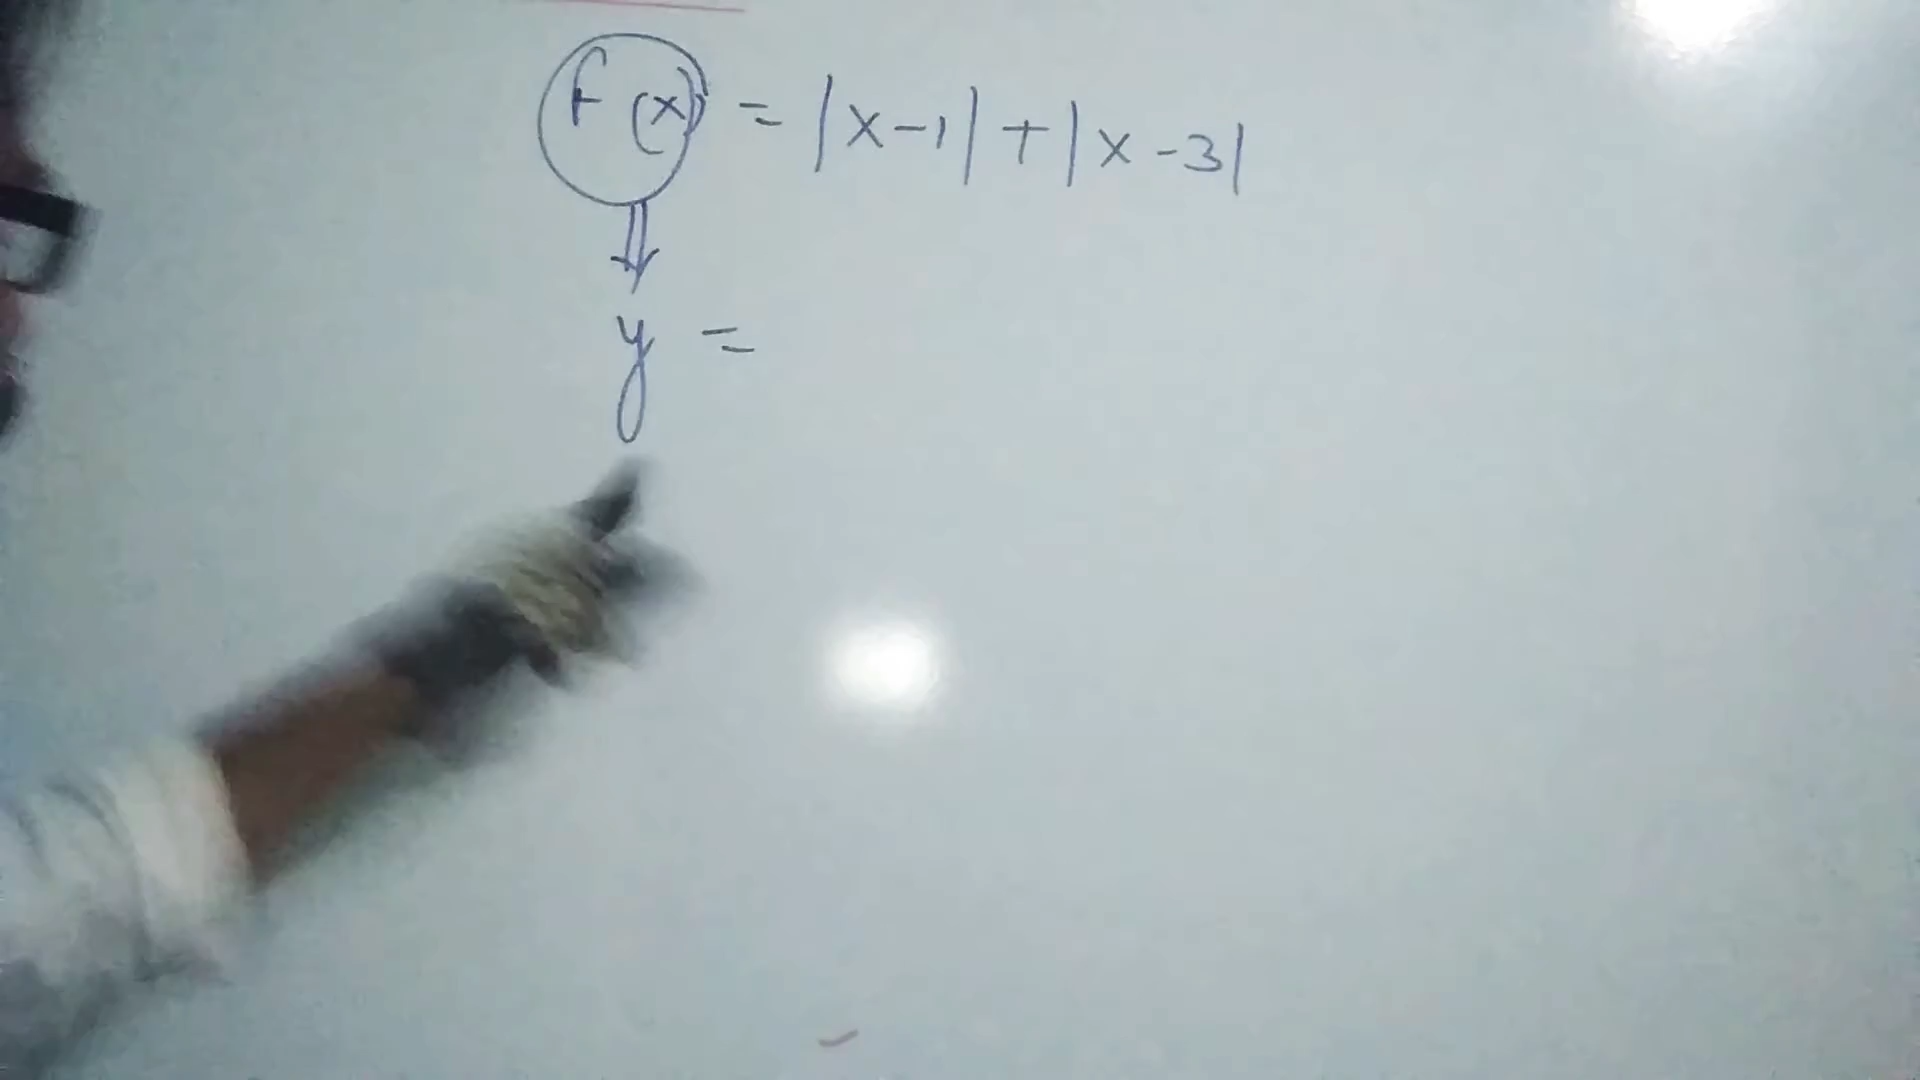 f(x) = |x-1| + |x-3|
⇓
y =